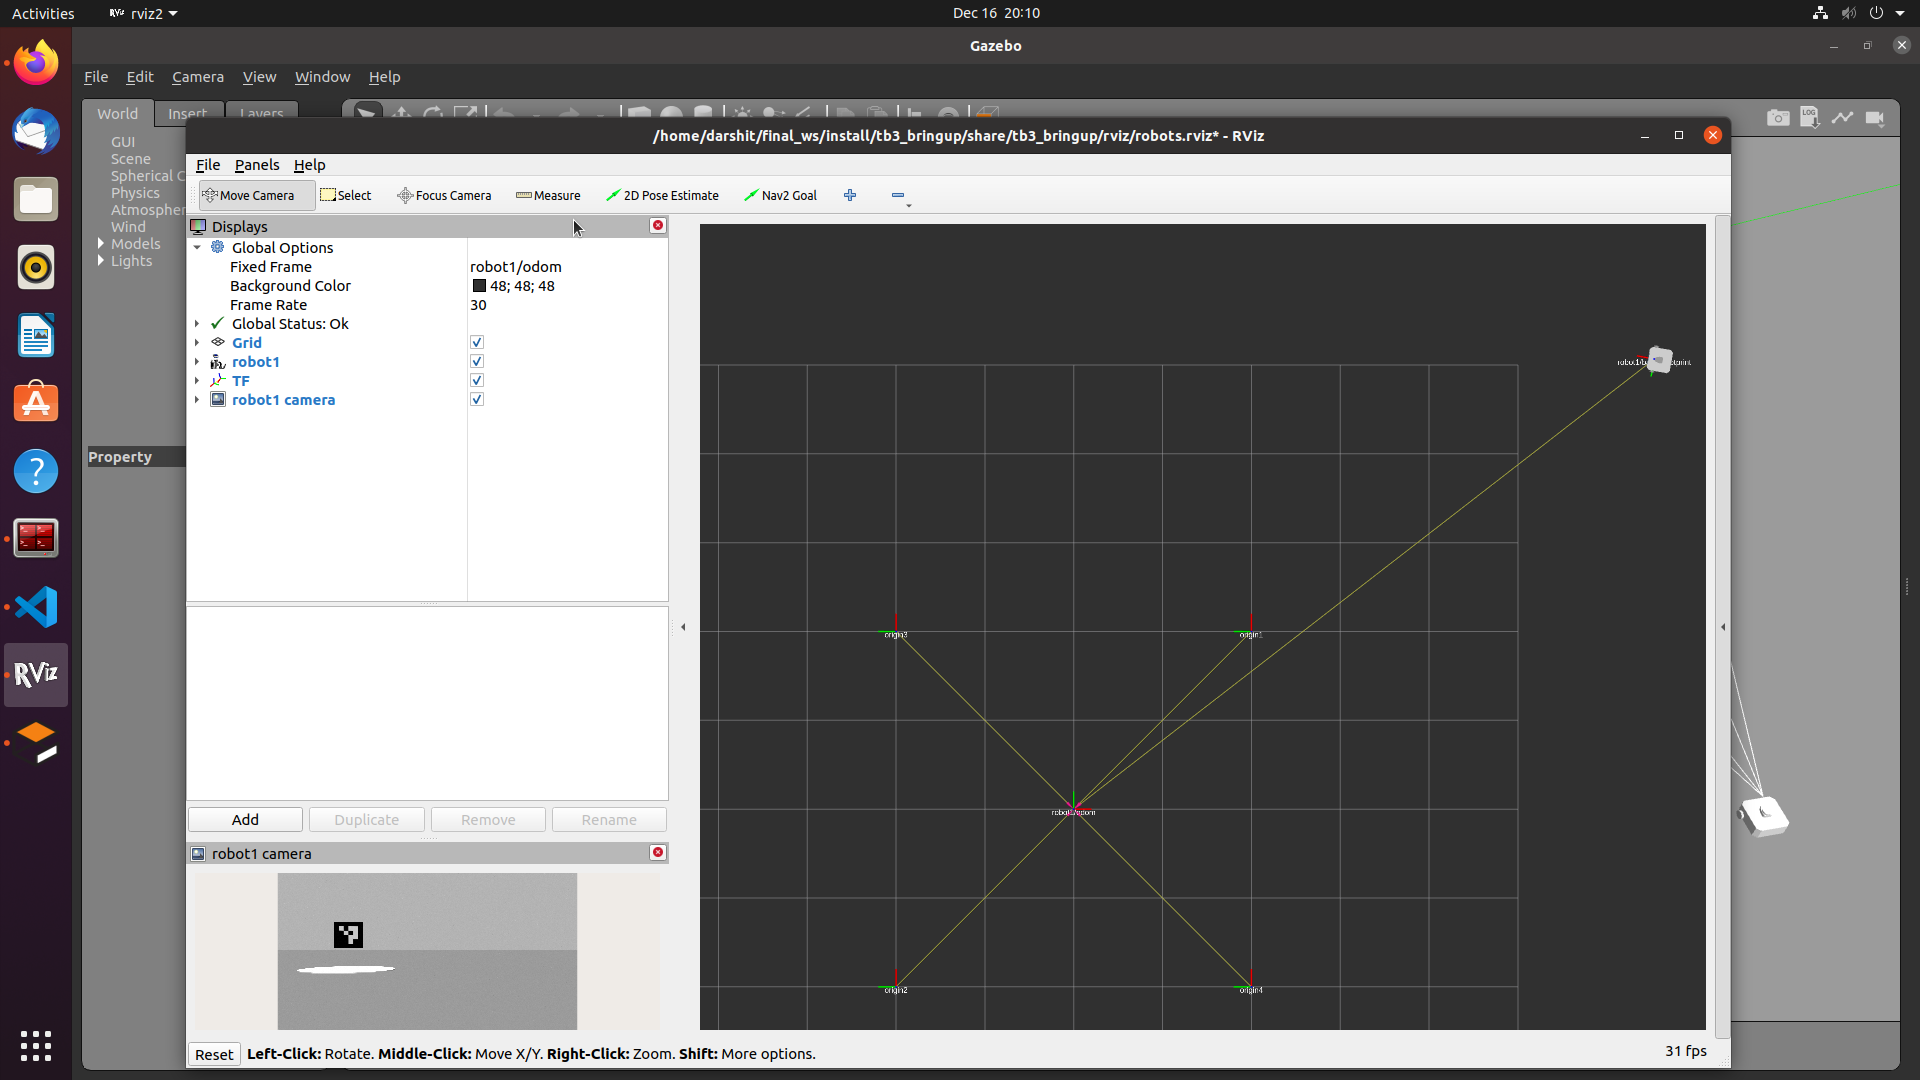 Activities rviz2 Dec 16 20:10
Gazebo
File Edit Camera View Window Help
World Insert Layers
GUI
Scene
Spherical C
Physics
Atmospher
Wind
Models
Lights
Property
/home/darshit/final_ws/install/tb3_bringup/share/tb3_bringup/rviz/robots.rviz* - RViz
File Panels Help
Move Camera Select Focus Camera Measure 2D Pose Estimate Nav2 Goal
Displays
Global Options
Fixed Frame robot1/odom
Background Color 48; 48; 48
Frame Rate 30
Global Status: Ok
Grid
robot1
TF
robot1 camera
Add Duplicate Remove Rename
robot1 camera
origin3
origin1
robot1/odom
origin2
origin4
Reset Left-Click: Rotate. Middle-Click: Move X/Y. Right-Click: Zoom. Shift: More options. 31 fps
RViz
LOG